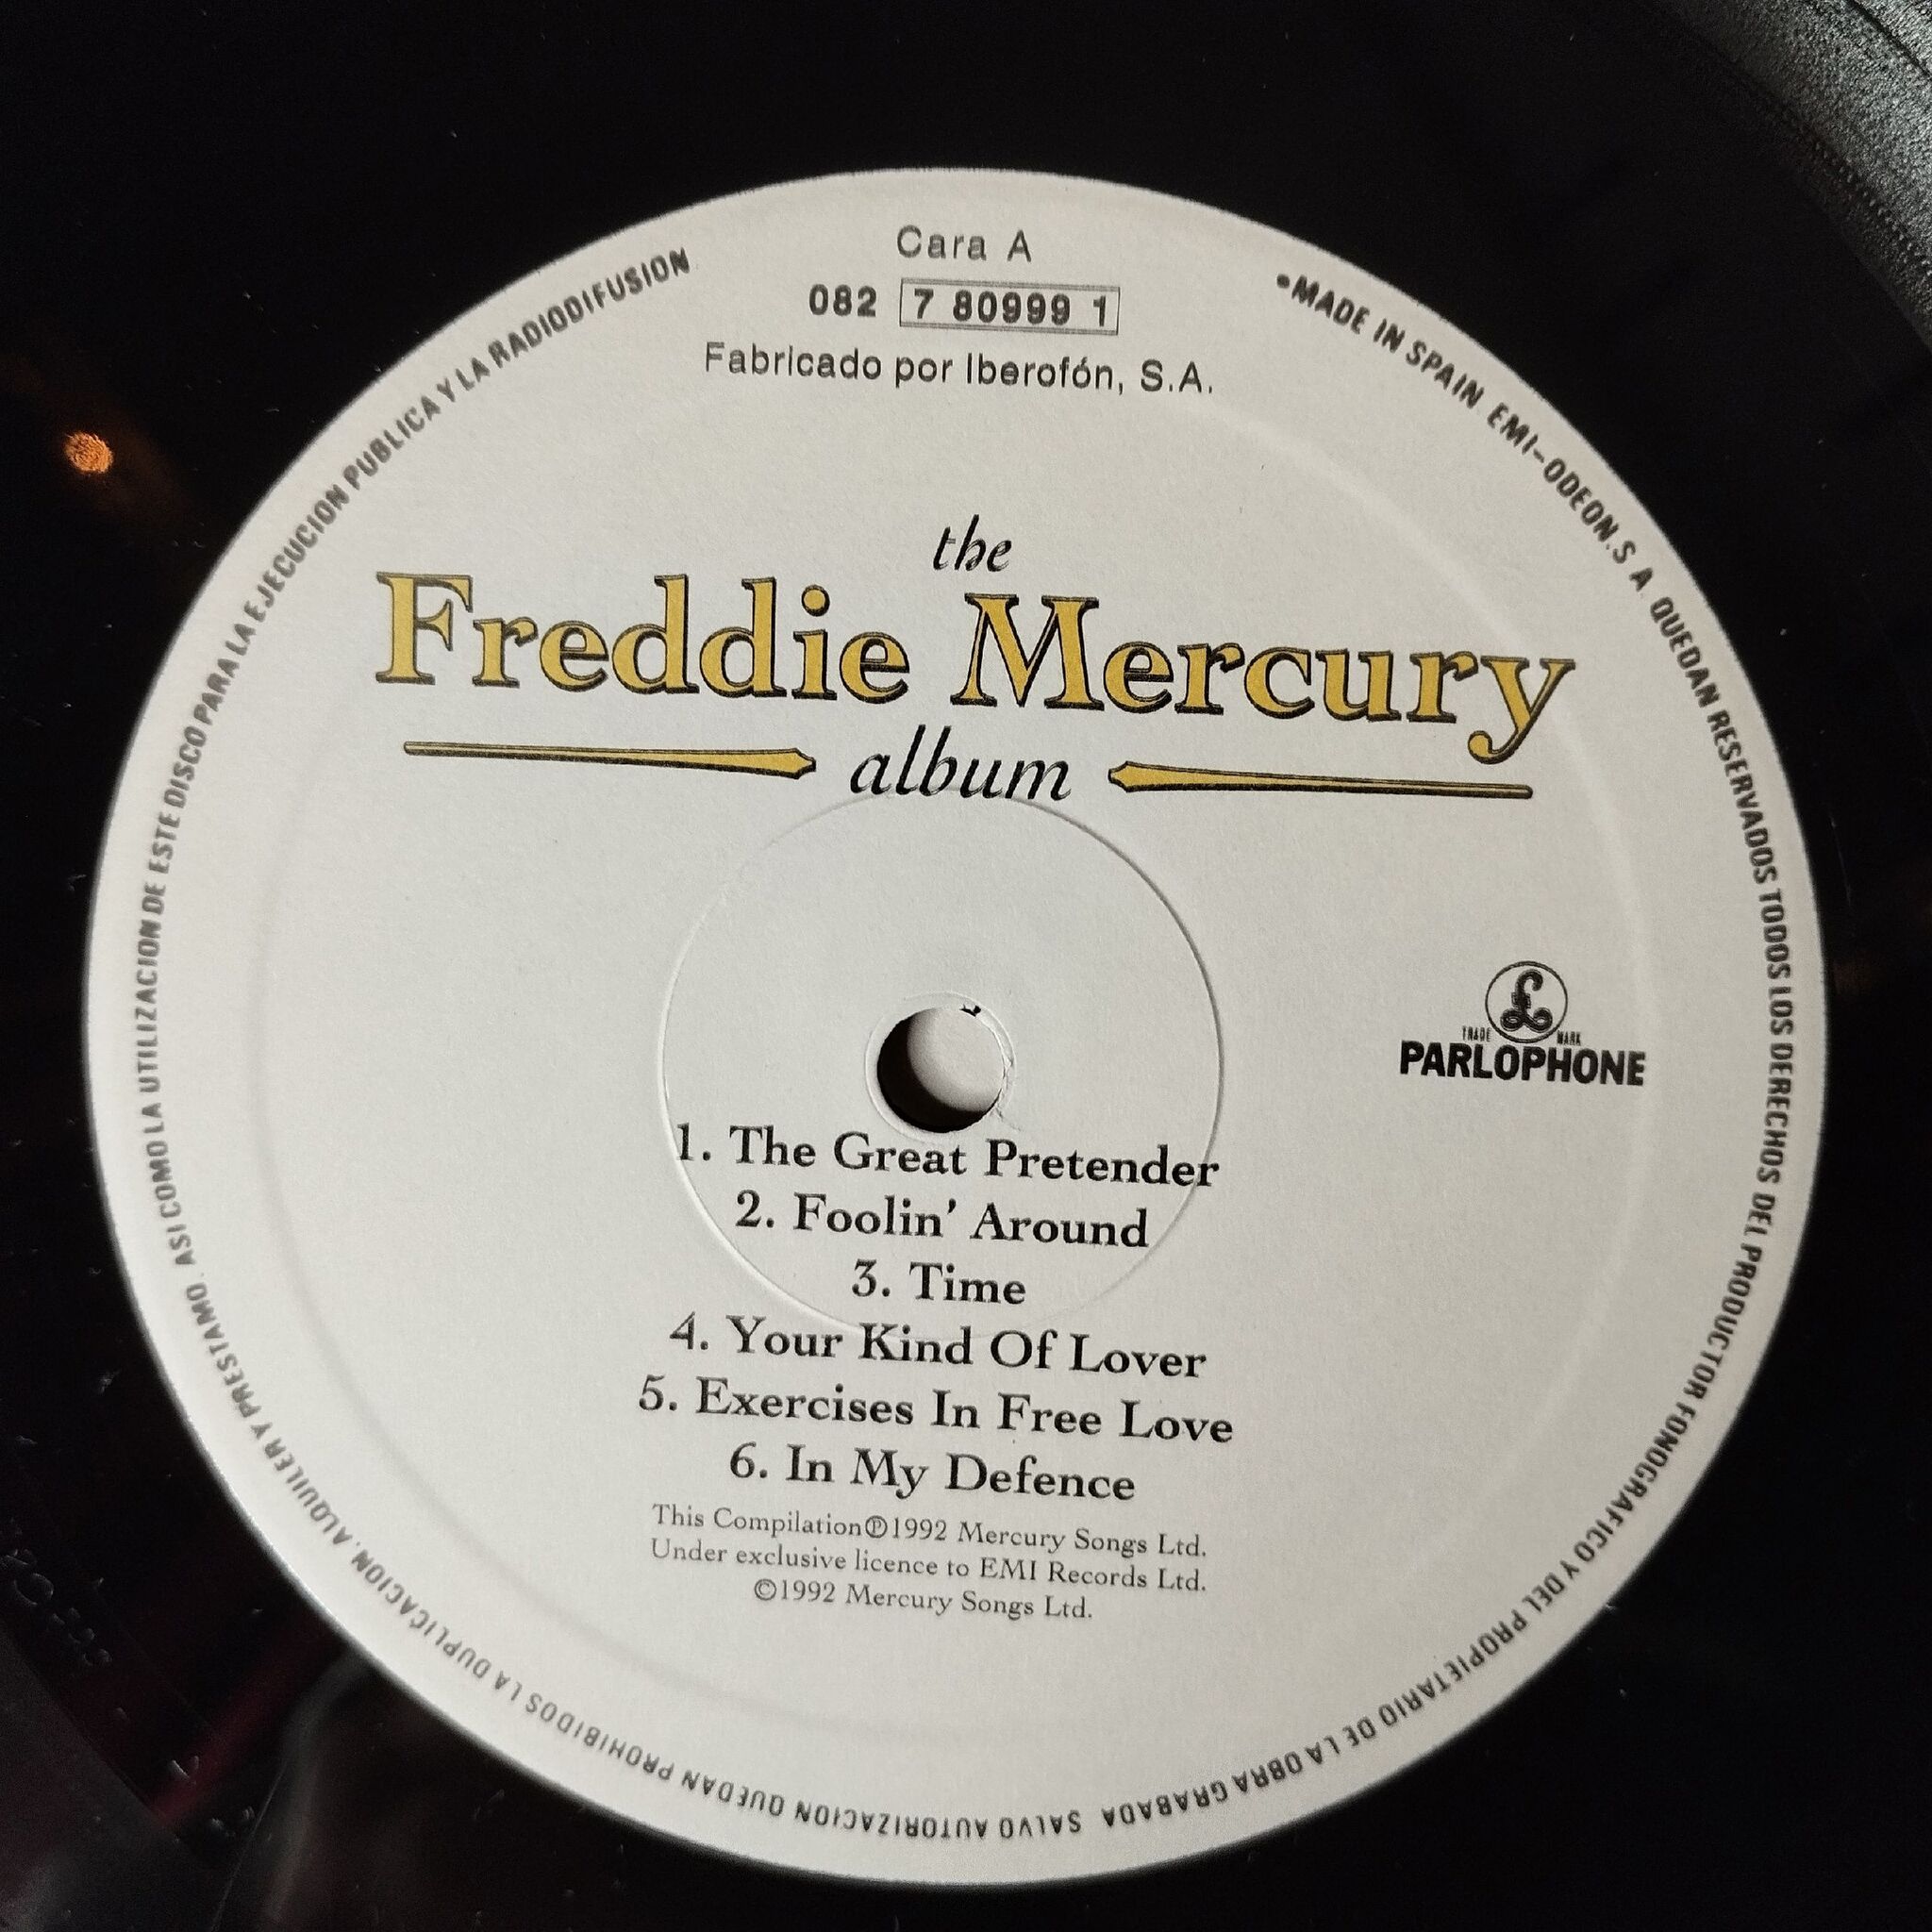 Cara A
082 7 80999 1
Fabricado por Iberofón, S.A.
the
Freddie Mercury
album
TRADE £ MARK
PARLOPHONE
1. The Great Pretender
2. Foolin' Around
3. Time
4. Your Kind Of Lover
5. Exercises In Free Love
6. In My Defence
This Compilation℗1992 Mercury Songs Ltd.
Under exclusive licence to EMI Records Ltd.
©1992 Mercury Songs Ltd.
•MADE IN SPAIN EMI-ODEON.S.A. QUEDAN RESERVADOS TODOS LOS DERECHOS DEL PRODUCTOR FONOGRAFICO Y DEL PROPIETARIO DE LA OBRA GRABADA SALVO AUTORIZACION QUEDAN PROHIBIDOS LA DUPLICACION, ALQUILER Y PRESTAMO, ASI COMO LA UTILIZACION DE ESTE DISCO PARA LA EJECUCION PUBLICA Y LA RADIODIFUSION